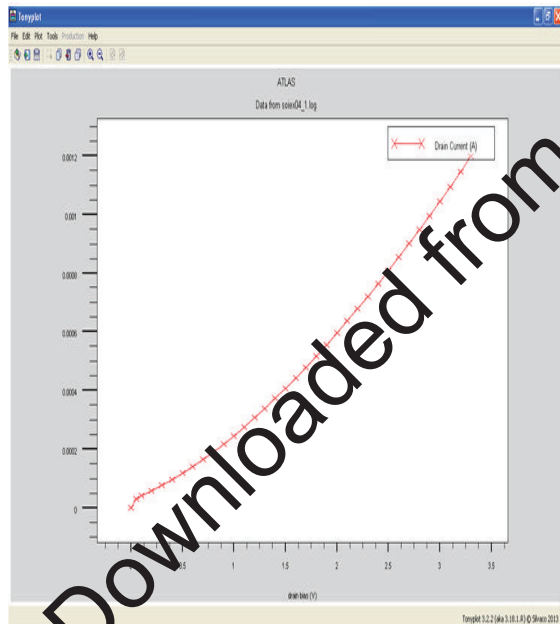 Tonyplot
File Edit Plot Tools Production Help
ATLAS
Data from soiex04_1.log
Drain Current (A)
0.0012
0.001
0.0008
0.0006
0.0004
0.0002
0
0.5 1 1.5 2 2.5 3 3.5
drain bias (V)
Tonyplot 3.2.2 (aka 3.10.1.R) © Silvaco 2013
Downloaded from